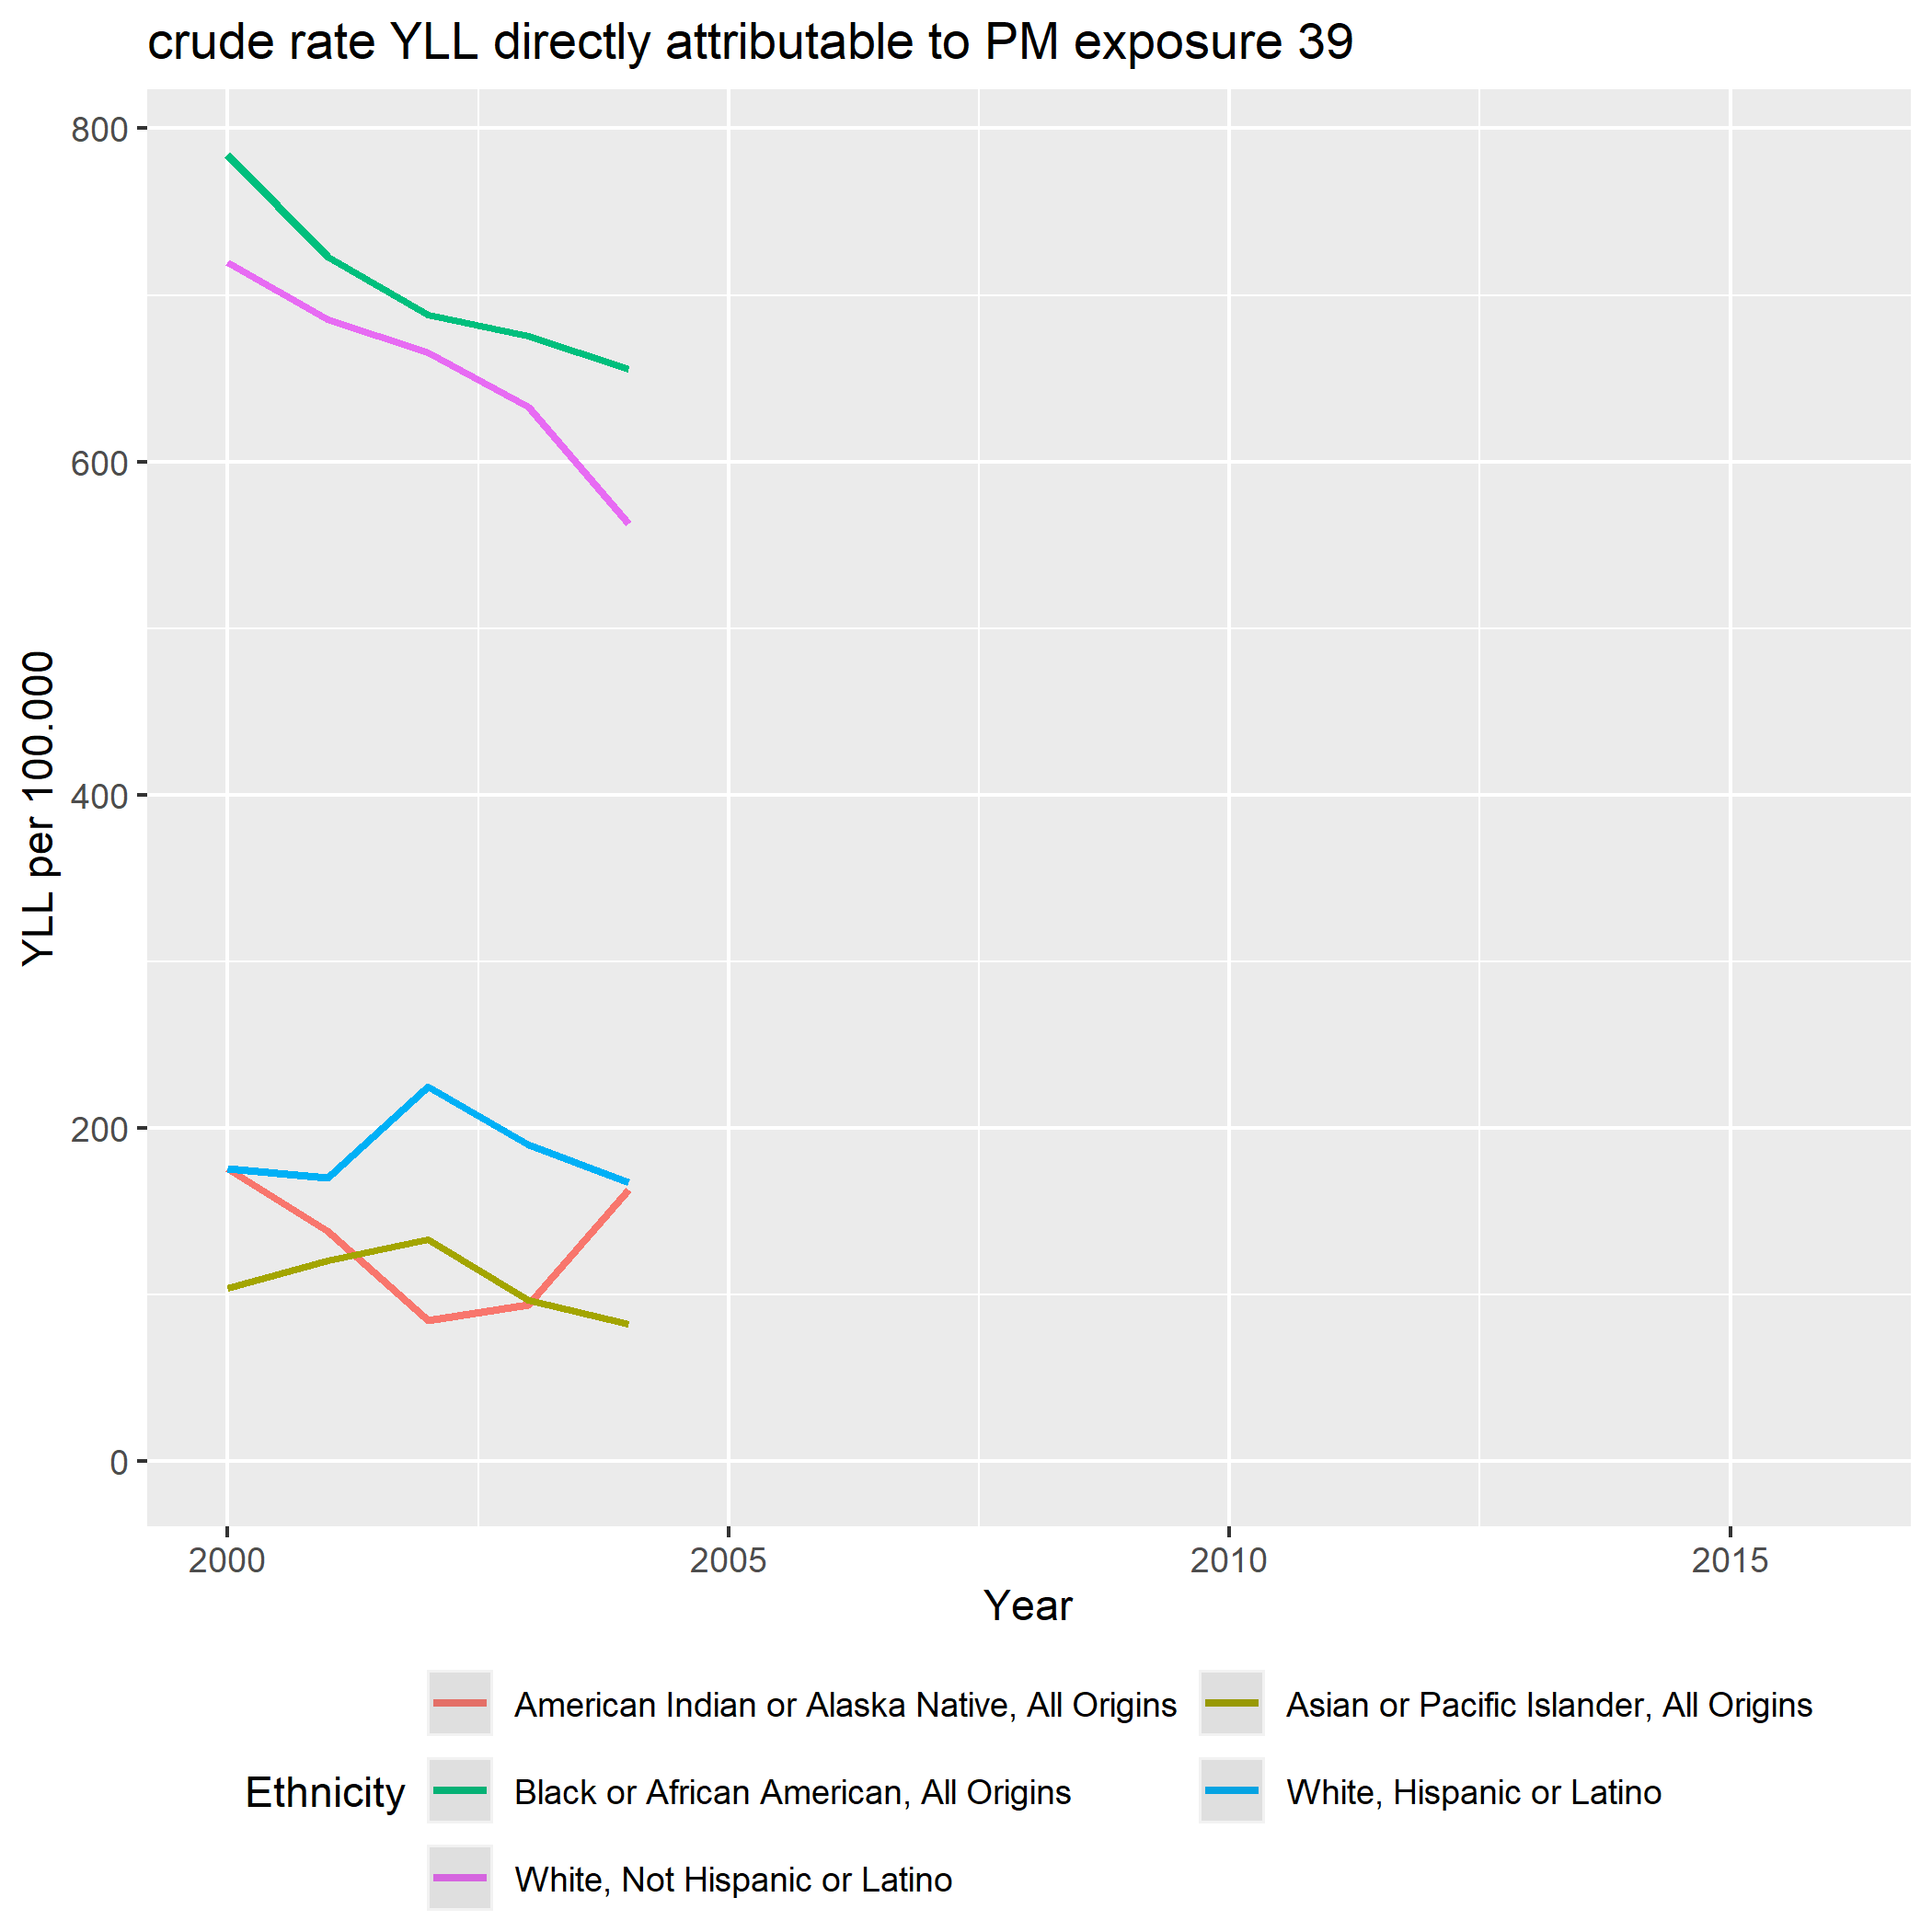 crude rate YLL directly attributable to PM exposure 39
800
600
400
200
0
YLL per 100.000
2000 2005 2010 2015
Year
Ethnicity
American Indian or Alaska Native, All Origins
Asian or Pacific Islander, All Origins
Black or African American, All Origins
White, Hispanic or Latino
White, Not Hispanic or Latino